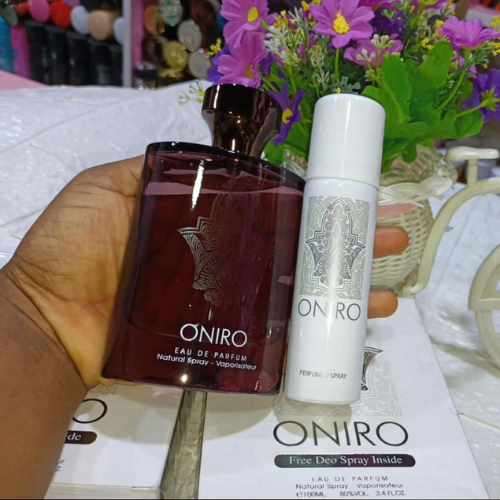 ONIRO
EAU DE PARFUM
Natural Spray - Vaporisateur
ONIRO
PERFUMED SPRAY
de
ONIRO
Free Deo Spray Inside
EAU DE PARFUM
Natural Spray - Vaporisateur
℮100ML 80%VOL 3.4 FL.OZ.